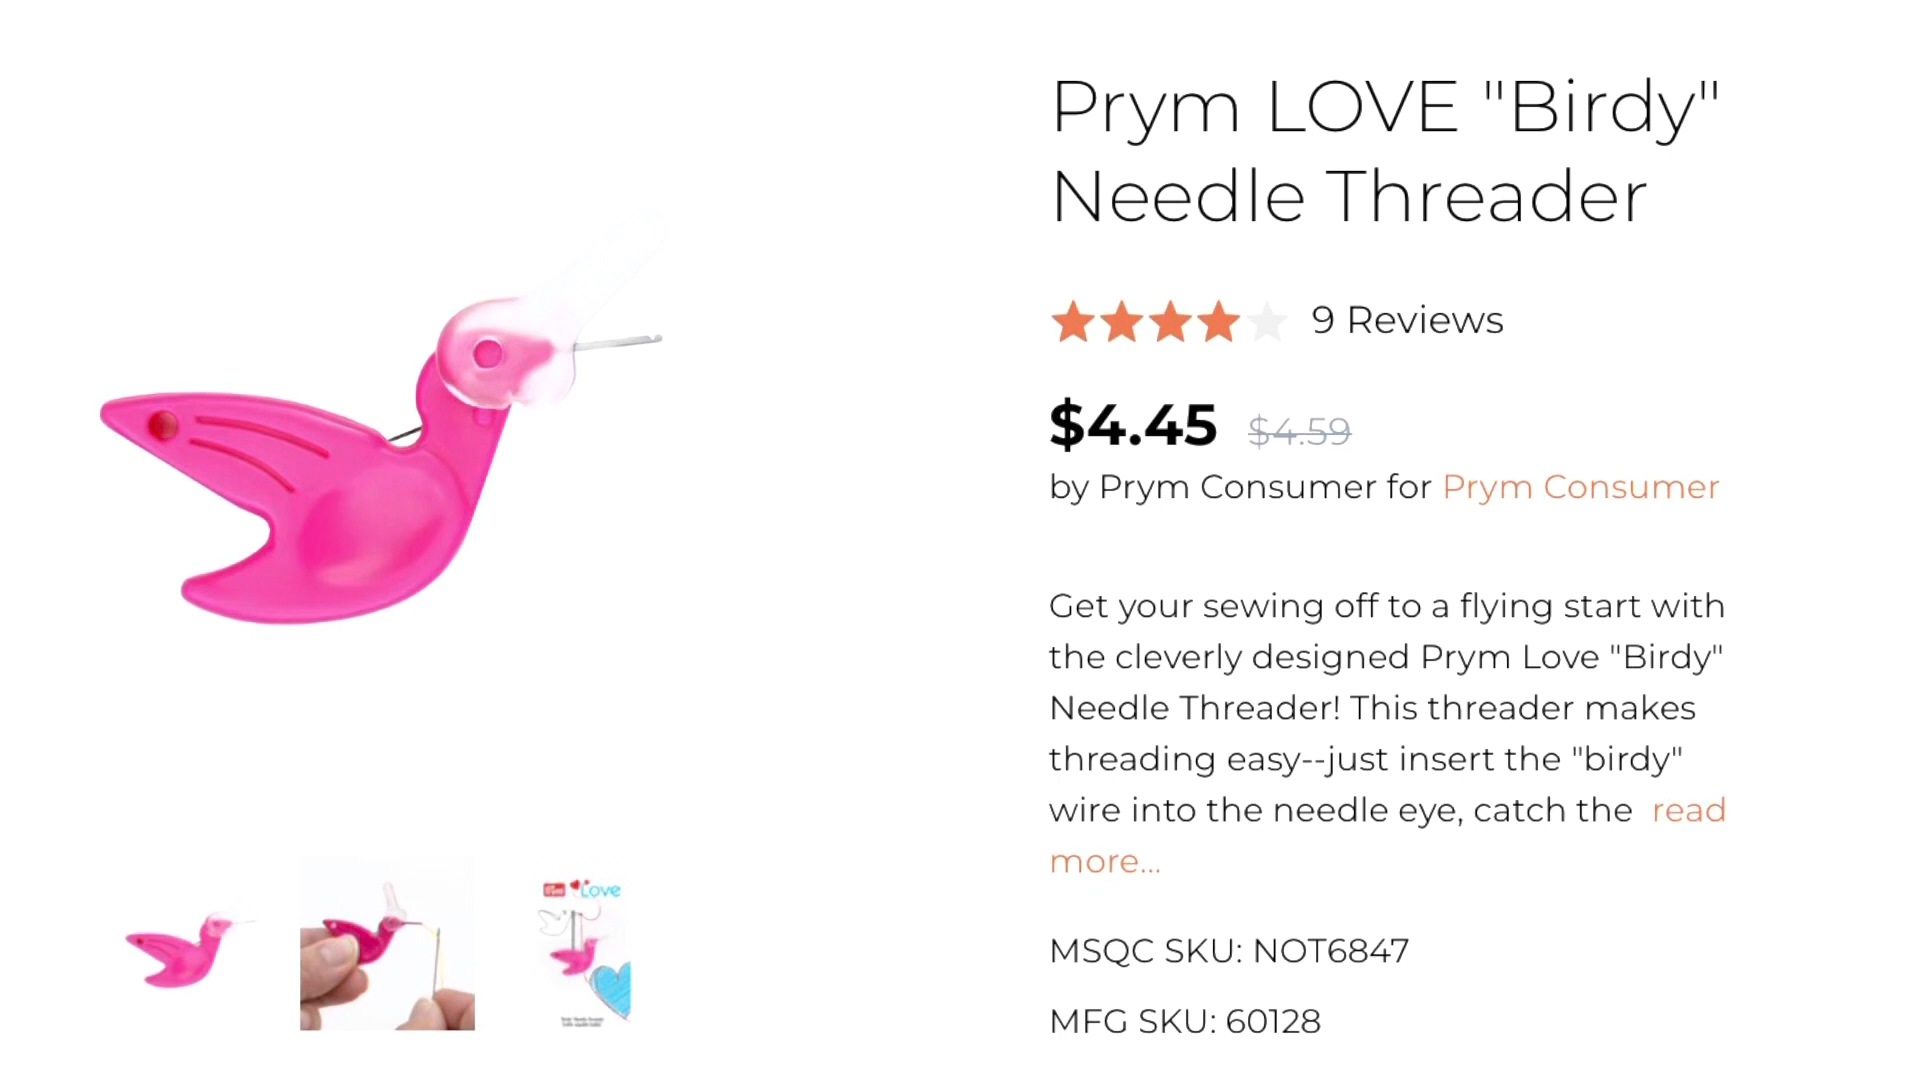 Prym LOVE "Birdy"
Needle Threader
9 Reviews
$4.45 $4.59
by Prym Consumer for Prym Consumer
Get your sewing off to a flying start with
the cleverly designed Prym Love "Birdy"
Needle Threader! This threader makes
threading easy--just insert the "birdy"
wire into the needle eye, catch the read
more...
MSQC SKU: NOT6847
MFG SKU: 60128
Love